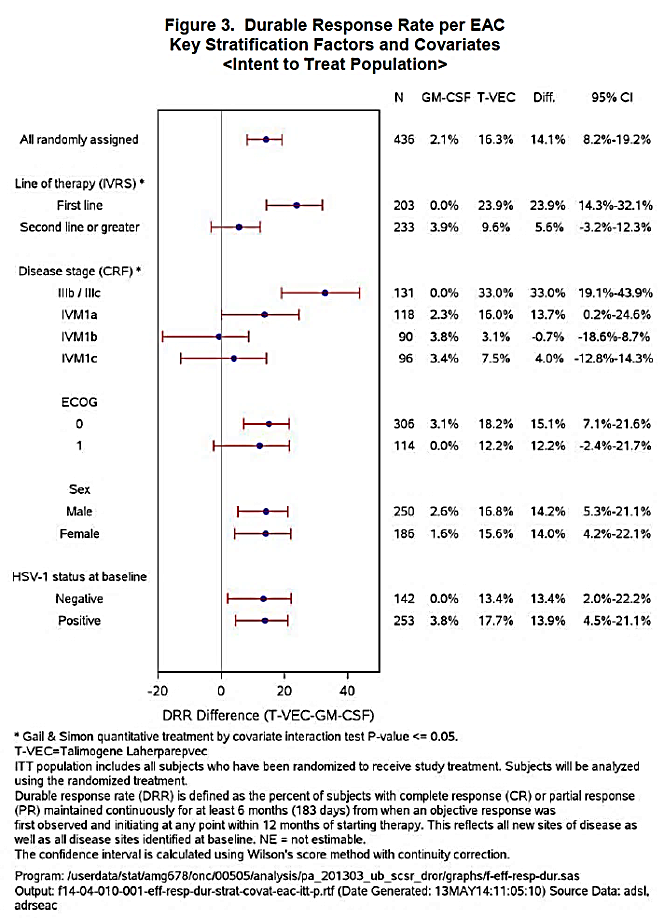 Figure 3.  Durable Response Rate per EAC
Key Stratification Factors and Covariates
<Intent to Treat Population>
N GM-CSF T-VEC Diff. 95% CI
All randomly assigned 436 2.1% 16.3% 14.1% 8.2%-19.2%
Line of therapy (IVRS) *
First line 203 0.0% 23.9% 23.9% 14.3%-32.1%
Second line or greater 233 3.9% 9.6% 5.6% -3.2%-12.3%
Disease stage (CRF) *
IIIb / IIIc 131 0.0% 33.0% 33.0% 19.1%-43.9%
IVM1a 118 2.3% 16.0% 13.7% 0.2%-24.6%
IVM1b 90 3.8% 3.1% -0.7% -18.6%-8.7%
IVM1c 96 3.4% 7.5% 4.0% -12.8%-14.3%
ECOG
0 306 3.1% 18.2% 15.1% 7.1%-21.6%
1 114 0.0% 12.2% 12.2% -2.4%-21.7%
Sex
Male 250 2.6% 16.8% 14.2% 5.3%-21.1%
Female 186 1.6% 15.6% 14.0% 4.2%-22.1%
HSV-1 status at baseline
Negative 142 0.0% 13.4% 13.4% 2.0%-22.2%
Positive 253 3.8% 17.7% 13.9% 4.5%-21.1%
-20 0 20 40
DRR Difference (T-VEC-GM-CSF)
* Gail & Simon quantitative treatment by covariate interaction test P-value <= 0.05.
T-VEC=Talimogene Laherparepvec
ITT population includes all subjects who have been randomized to receive study treatment. Subjects will be analyzed
using the randomized treatment.
Durable response rate (DRR) is defined as the percent of subjects with complete response (CR) or partial response
(PR) maintained continuously for at least 6 months (183 days) from when an objective response was
first observed and initiating at any point within 12 months of starting therapy. This reflects all new sites of disease as
well as all disease sites identified at baseline. NE = not estimable.
The confidence interval is calculated using Wilson's score method with continuity correction.
Program: /userdata/stat/amg678/onc/00505/analysis/pa_201303_ub_scsr_dror/graphs/f-eff-resp-dur.sas
Output: f14-04-010-001-eff-resp-dur-strat-covat-eac-itt-p.rtf (Date Generated: 13MAY14:11:05:10) Source Data: adsl,
adrseac